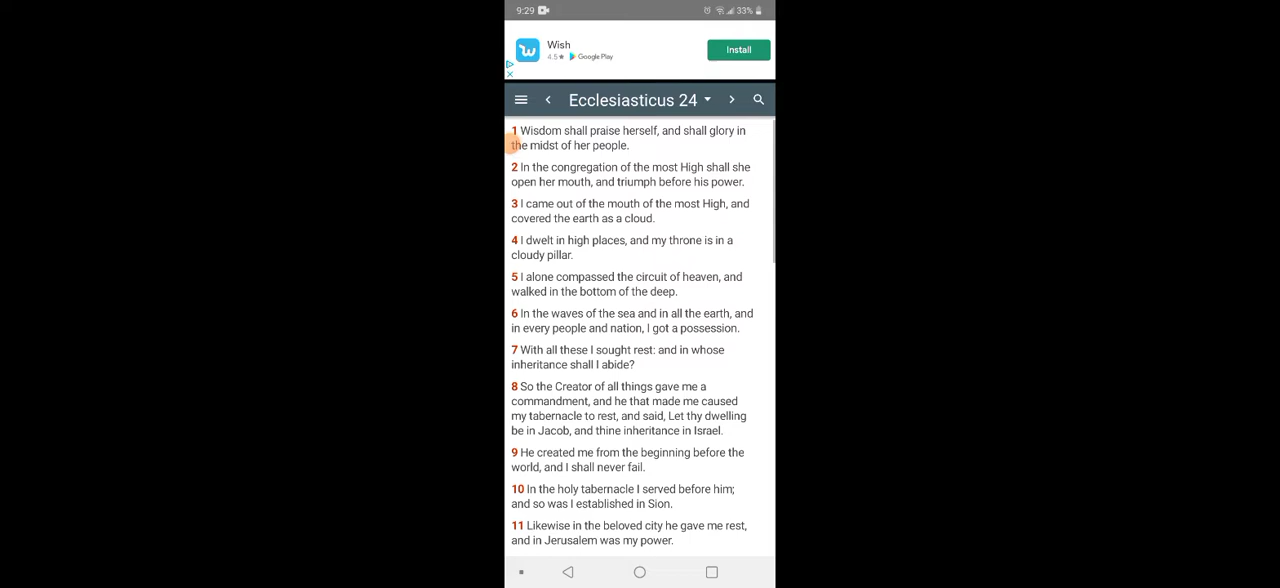 9:29 33%
Wish
4.5★ Google Play
Install
Ecclesiasticus 24
1 Wisdom shall praise herself, and shall glory in
the midst of her people.
2 In the congregation of the most High shall she
open her mouth, and triumph before his power.
3 I came out of the mouth of the most High, and
covered the earth as a cloud.
4 I dwelt in high places, and my throne is in a
cloudy pillar.
5 I alone compassed the circuit of heaven, and
walked in the bottom of the deep.
6 In the waves of the sea and in all the earth, and
in every people and nation, I got a possession.
7 With all these I sought rest: and in whose
inheritance shall I abide?
8 So the Creator of all things gave me a
commandment, and he that made me caused
my tabernacle to rest, and said, Let thy dwelling
be in Jacob, and thine inheritance in Israel.
9 He created me from the beginning before the
world, and I shall never fail.
10 In the holy tabernacle I served before him;
and so was I established in Sion.
11 Likewise in the beloved city he gave me rest,
and in Jerusalem was my power.